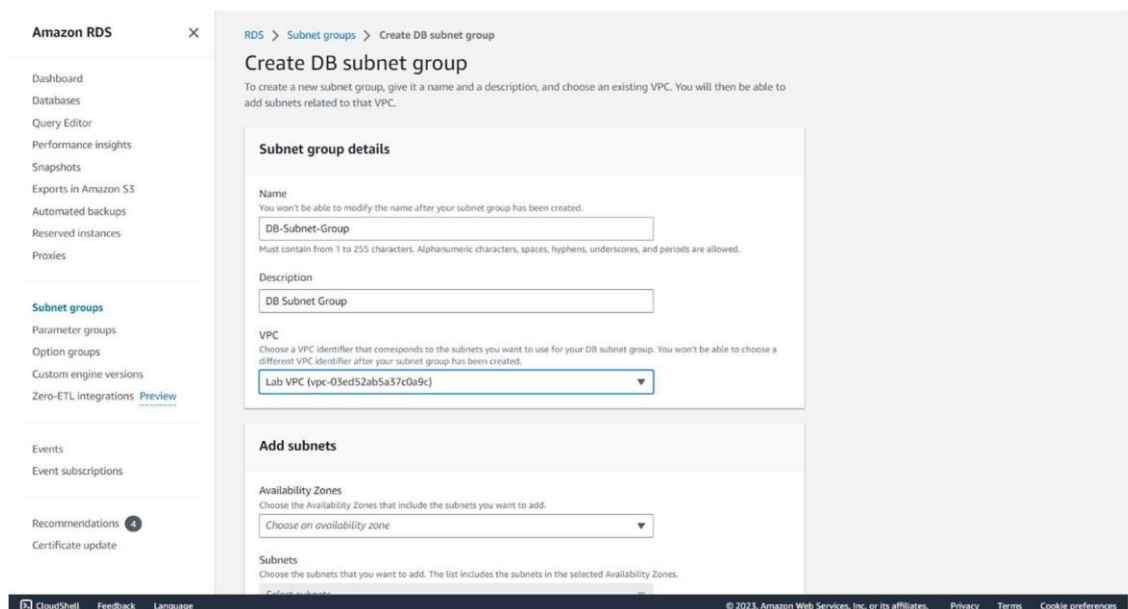 Amazon RDS
Dashboard
Databases
Query Editor
Performance insights
Snapshots
Exports in Amazon S3
Automated backups
Reserved instances
Proxies
Subnet groups
Parameter groups
Option groups
Custom engine versions
Zero-ETL integrations Preview
Events
Event subscriptions
Recommendations 4
Certificate update
RDS > Subnet groups > Create DB subnet group
Create DB subnet group
To create a new subnet group, give it a name and a description, and choose an existing VPC. You will then be able to
add subnets related to that VPC.
Subnet group details
Name
You won't be able to modify the name after your subnet group has been created.
DB-Subnet-Group
Must contain from 1 to 255 characters. Alphanumeric characters, spaces, hyphens, underscores, and periods are allowed.
Description
DB Subnet Group
VPC
Choose a VPC identifier that corresponds to the subnets you want to use for your DB subnet group. You won't be able to choose a
different VPC identifier after your subnet group has been created.
Lab VPC (vpc-03ed52ab5a37c0a9c)
Add subnets
Availability Zones
Choose the Availability Zones that include the subnets you want to add.
Choose an availability zone
Subnets
Choose the subnets that you want to add. The list includes the subnets in the selected Availability Zones.
Select subnets
CloudShell Feedback Language
© 2023, Amazon Web Services, Inc. or its affiliates. Privacy Terms Cookie preferences